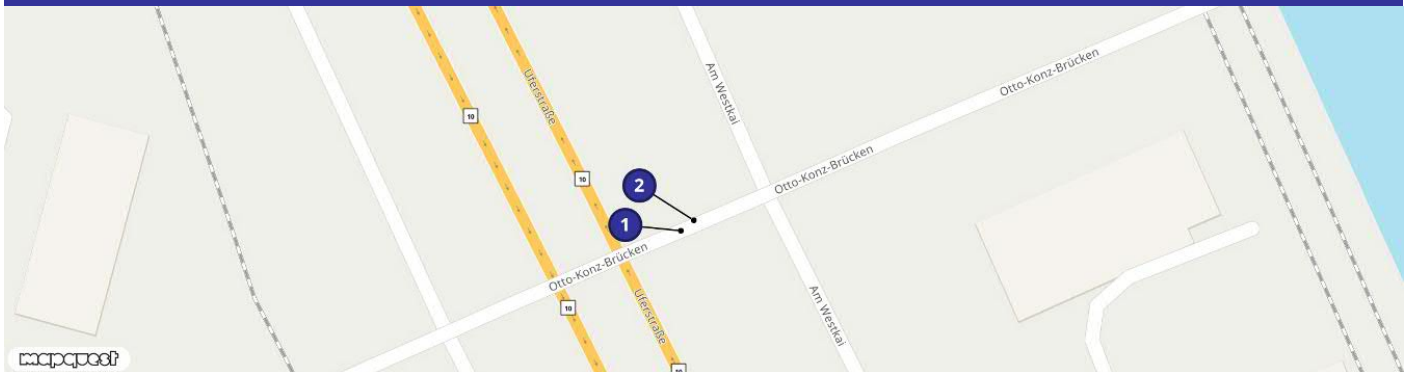 Otto-Konz-Brücken
Uferstraße
Am Westkai
10
Otto-Konz-Brücken
10
2
1
Otto-Konz-Brücken
10
Uferstraße
Am Westkai
mapquest